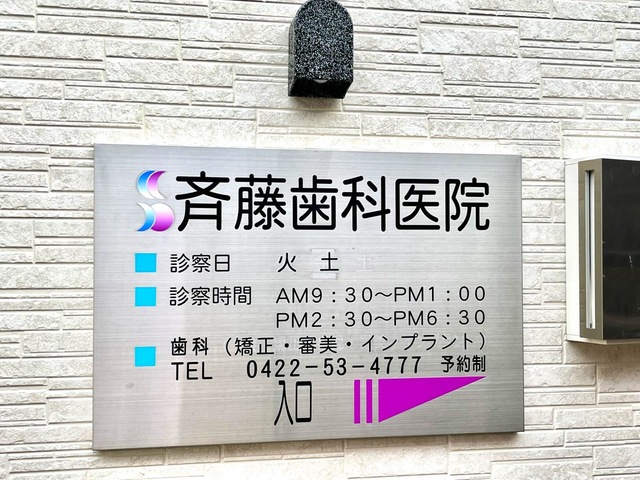 斉藤歯科医院
診察日 火 土
診察時間 AM9：30〜PM1：00
PM2：30〜PM6：30
歯科（矯正・審美・インプラント）
TEL 0422−53−4777 予約制
入口